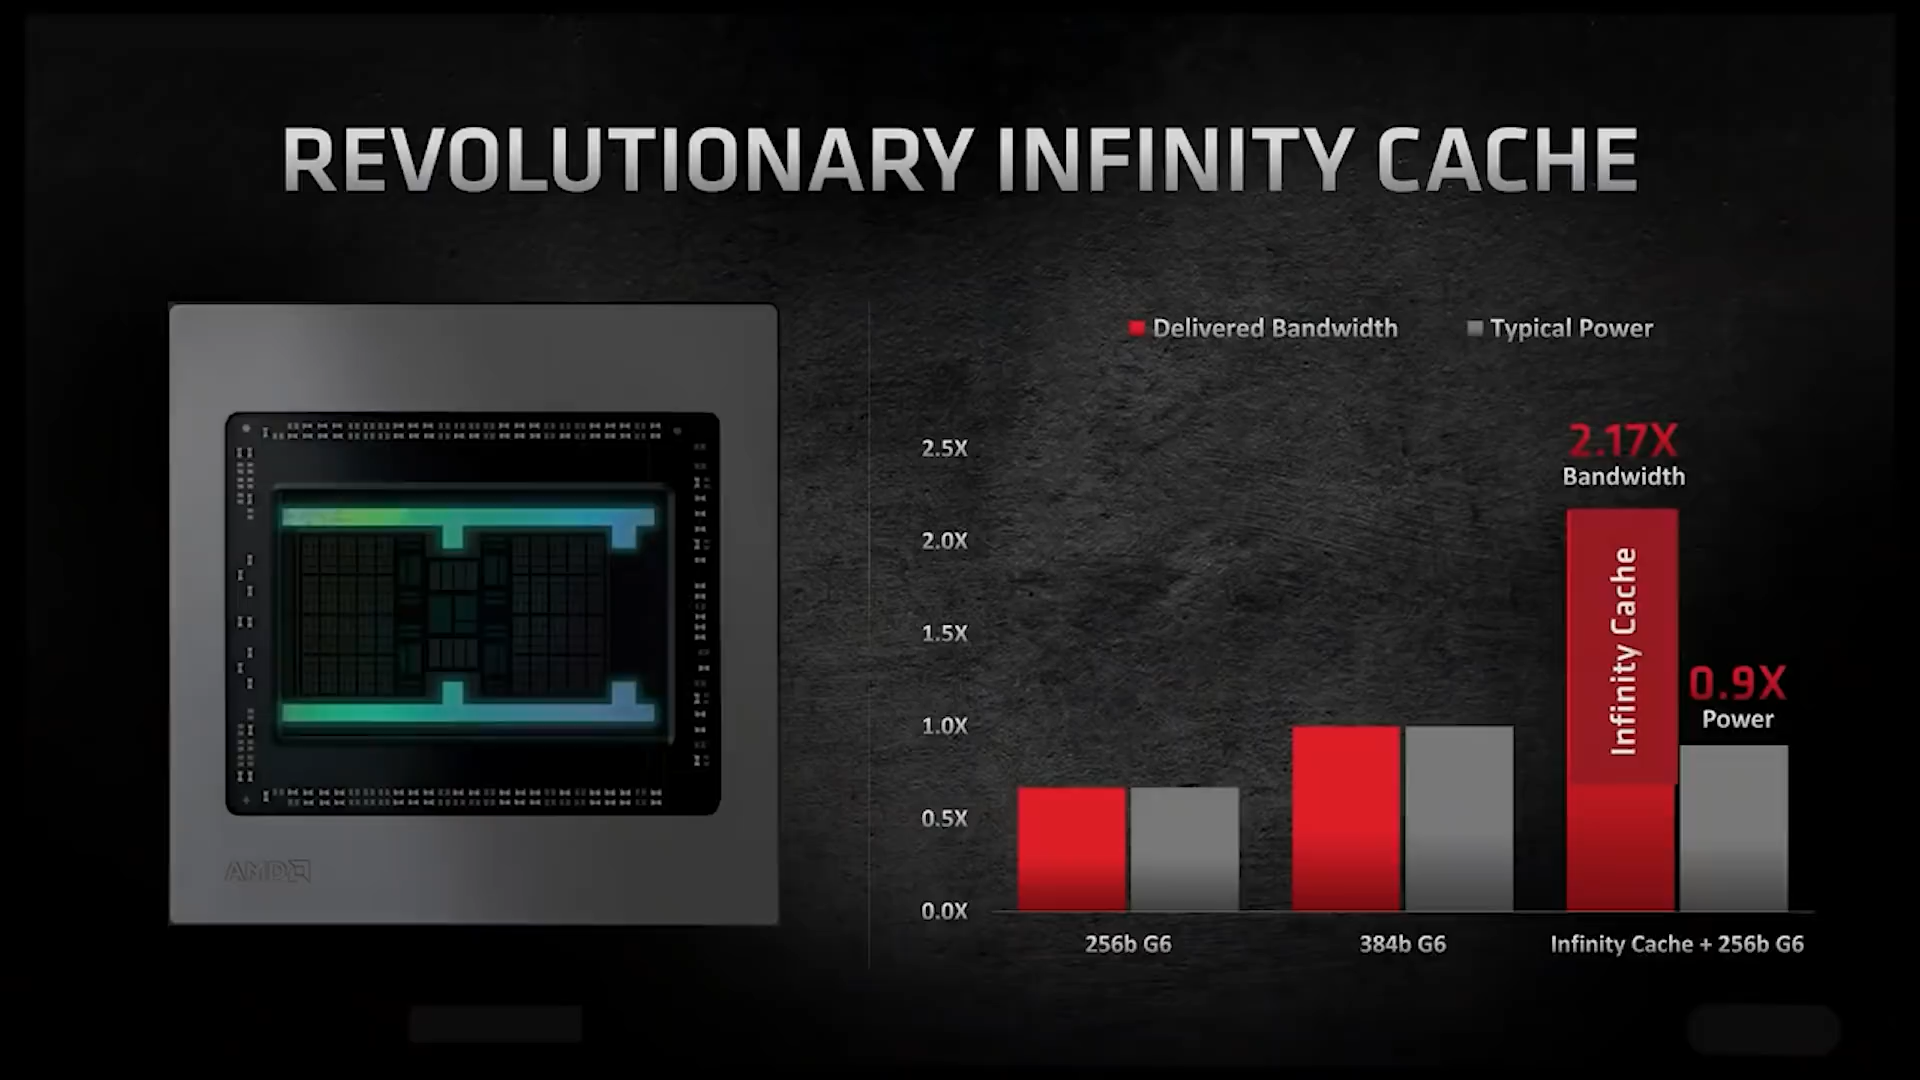 REVOLUTIONARY INFINITY CACHE
AMD
Delivered Bandwidth
Typical Power
2.5X
2.0X
1.5X
1.0X
0.5X
0.0X
2.17X
Bandwidth
Infinity Cache
0.9X
Power
256b G6
384b G6
Infinity Cache + 256b G6